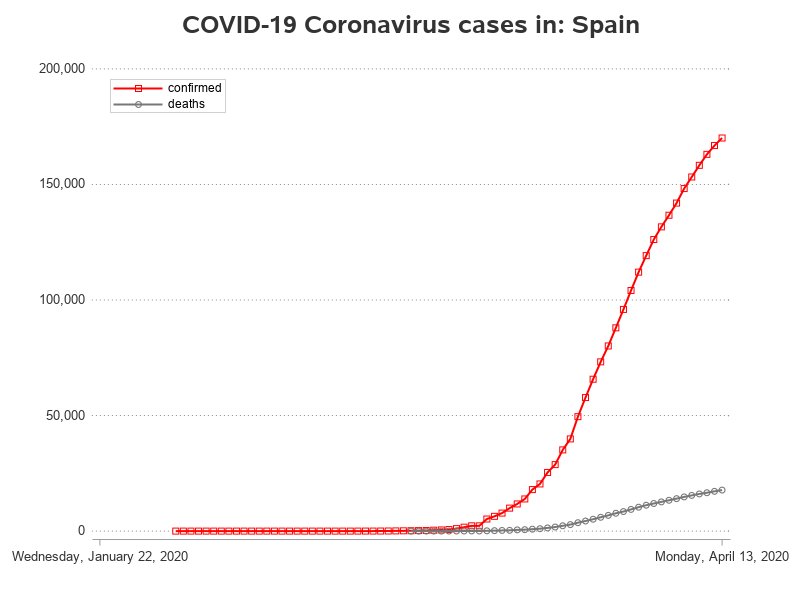 COVID-19 Coronavirus cases in: Spain
200,000
confirmed
deaths
150,000
100,000
50,000
0
Wednesday, January 22, 2020
Monday, April 13, 2020